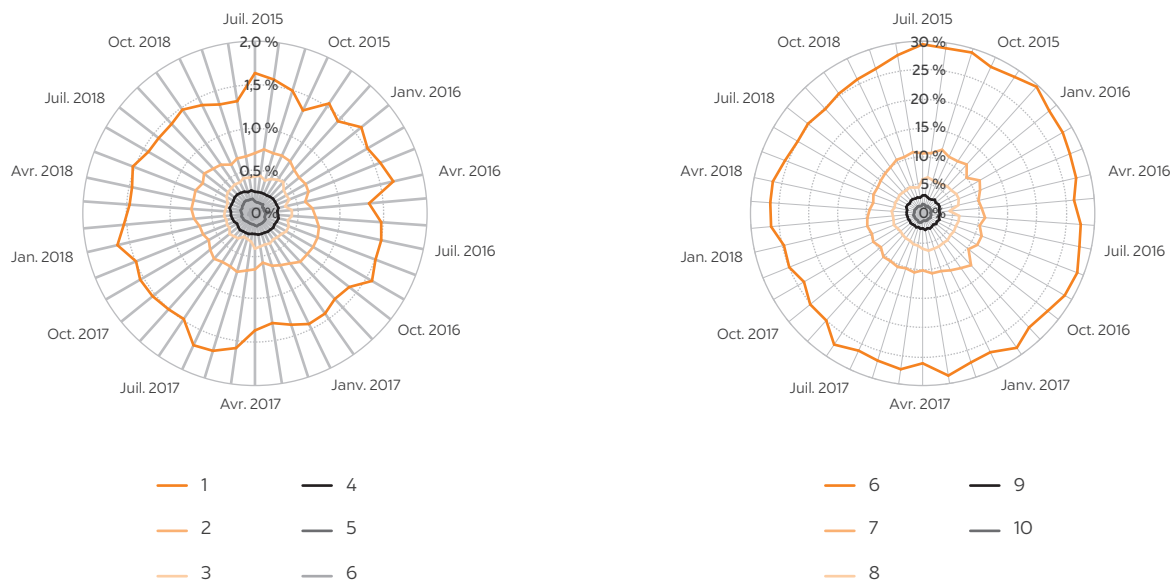 Juil. 2015
Oct. 2015
Janv. 2016
Avr. 2016
Juil. 2016
Oct. 2016
Janv. 2017
Avr. 2017
Juil. 2017
Oct. 2017
Jan. 2018
Avr. 2018
Juil. 2018
Oct. 2018
2,0 %
1,5 %
1,0 %
0,5 %
0 %
1
2
3
4
5
6
Juil. 2015
Oct. 2015
Janv. 2016
Avr. 2016
Juil. 2016
Oct. 2016
Janv. 2017
Avr. 2017
Juil. 2017
Oct. 2017
Jan. 2018
Avr. 2018
Juil. 2018
Oct. 2018
30 %
25 %
20 %
15 %
10 %
5 %
0 %
6
7
8
9
10